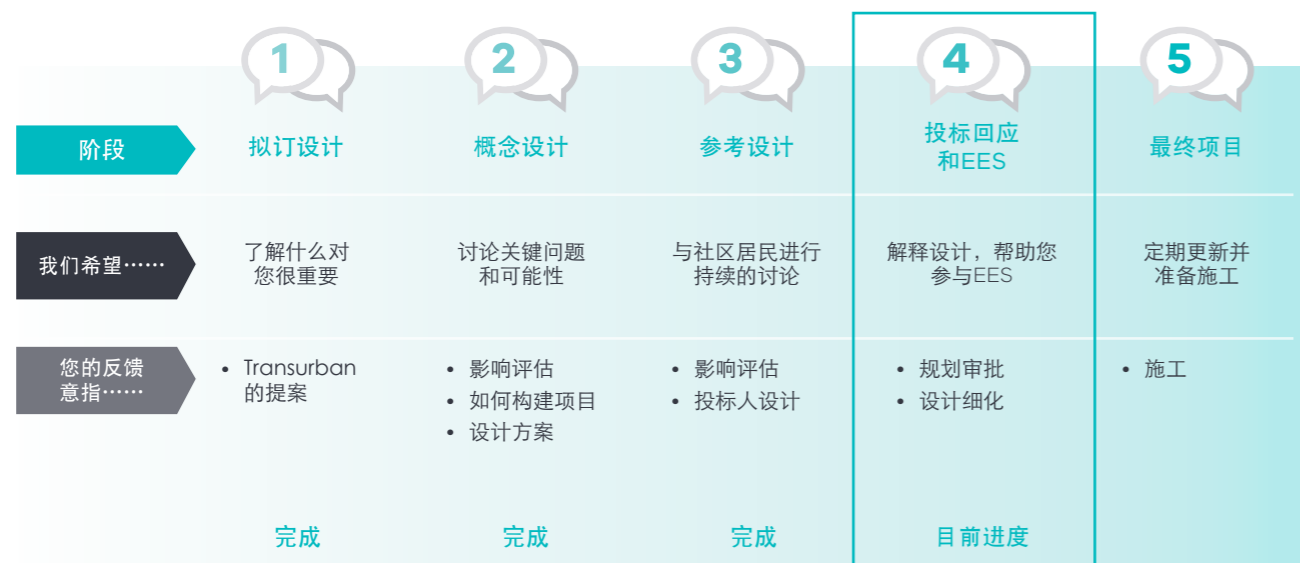 1
2
3
4
5
阶段
拟订设计
概念设计
参考设计
投标回应
和EES
最终项目
我们希望……
了解什么对
您很重要
讨论关键问题
和可能性
与社区居民进行
持续的讨论
解释设计，帮助您
参与EES
定期更新并
准备施工
您的反馈
意指……
• Transurban
的提案
• 影响评估
• 如何构建项目
• 设计方案
• 影响评估
• 投标人设计
• 规划审批
• 设计细化
• 施工
完成
完成
完成
目前进度